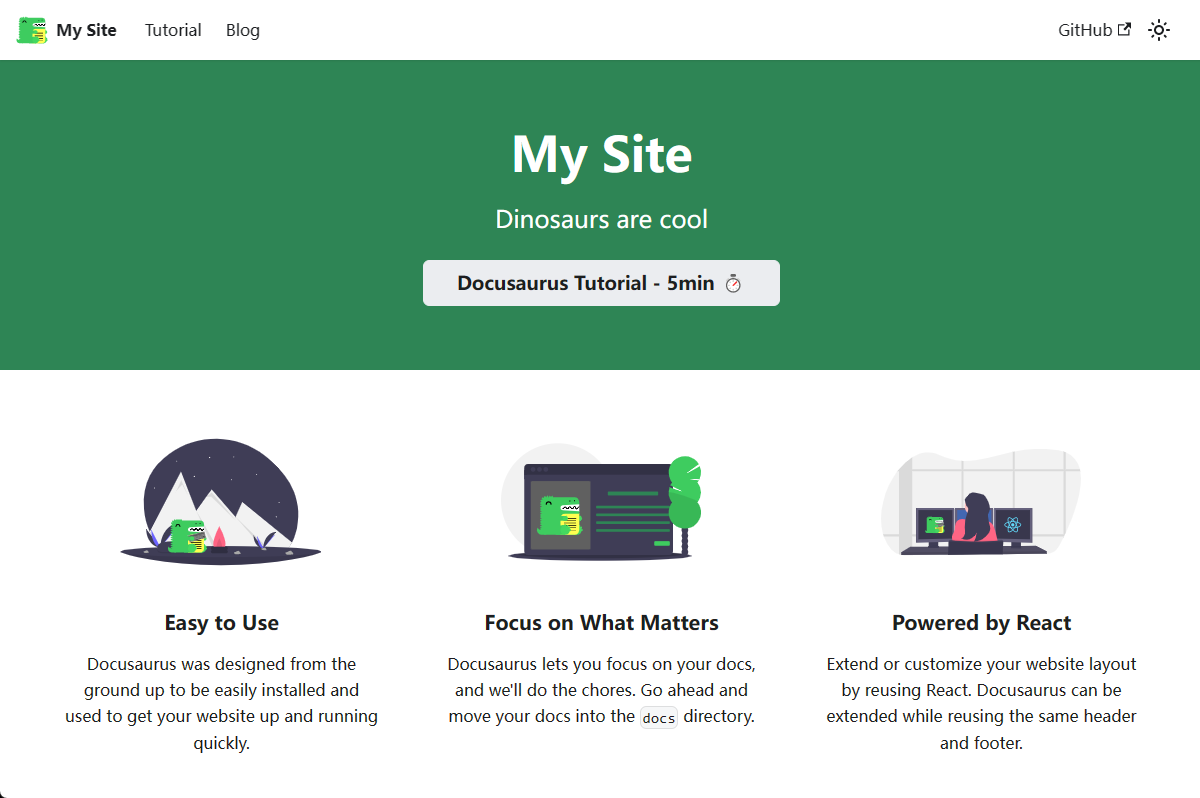 My Site Tutorial Blog GitHub
My Site
Dinosaurs are cool
Docusaurus Tutorial - 5min ⏱️
Easy to Use
Docusaurus was designed from the
ground up to be easily installed and
used to get your website up and running
quickly.
Focus on What Matters
Docusaurus lets you focus on your docs,
and we'll do the chores. Go ahead and
move your docs into the docs directory.
Powered by React
Extend or customize your website layout
by reusing React. Docusaurus can be
extended while reusing the same header
and footer.